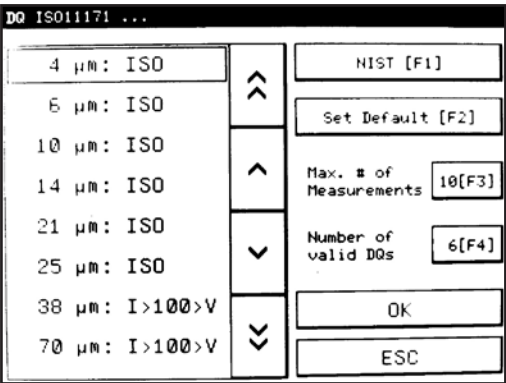 DQ ISO11171 ...
4 µm: ISO
6 µm: ISO
10 µm: ISO
14 µm: ISO
21 µm: ISO
25 µm: ISO
38 µm: I>100>V
70 µm: I>100>V
NIST [F1]
Set Default [F2]
Max. # of
Measurements
10[F3]
Number of
valid DQs
6[F4]
OK
ESC